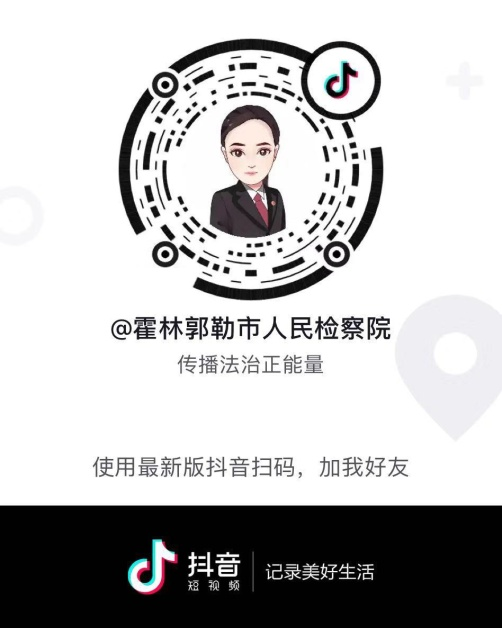 @霍林郭勒市人民检察院
传播法治正能量
使用最新版抖音扫码，加我好友
抖音
短视频
记录美好生活